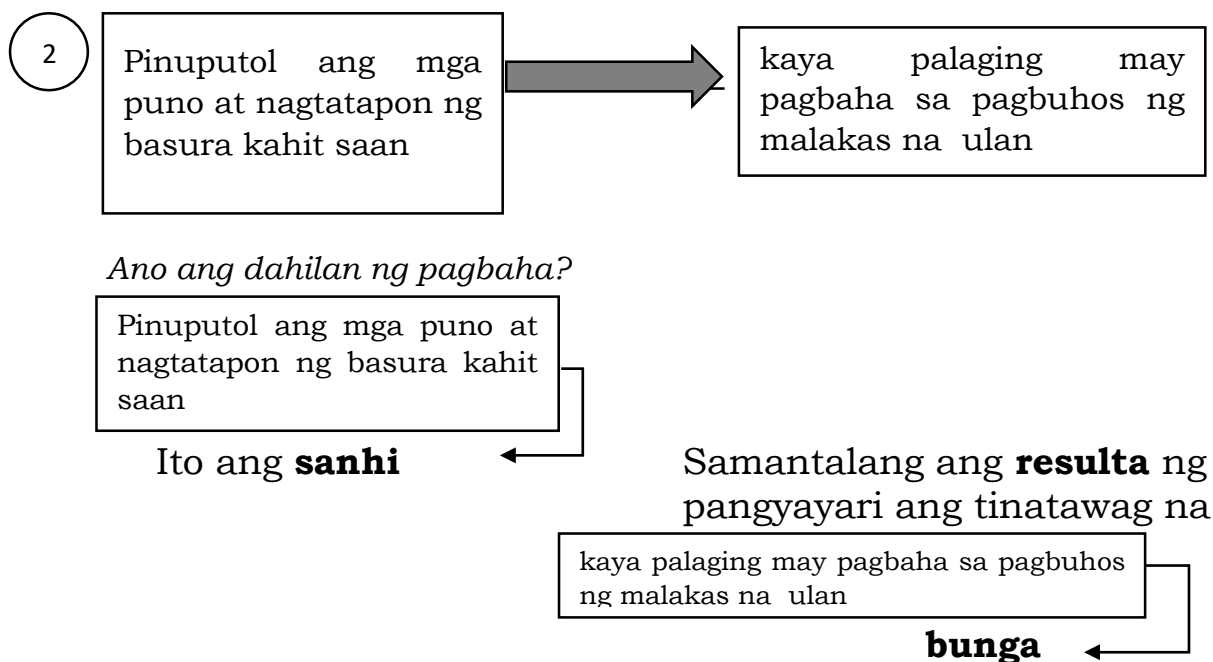 2
Pinuputol ang mga
puno at nagtatapon ng
basura kahit saan
kaya palaging may
pagbaha sa pagbuhos ng
malakas na ulan
Ano ang dahilan ng pagbaha?
Pinuputol ang mga puno at
nagtatapon ng basura kahit
saan
Ito ang sanhi
Samantalang ang resulta ng
pangyayari ang tinatawag na
kaya palaging may pagbaha sa pagbuhos
ng malakas na ulan
bunga